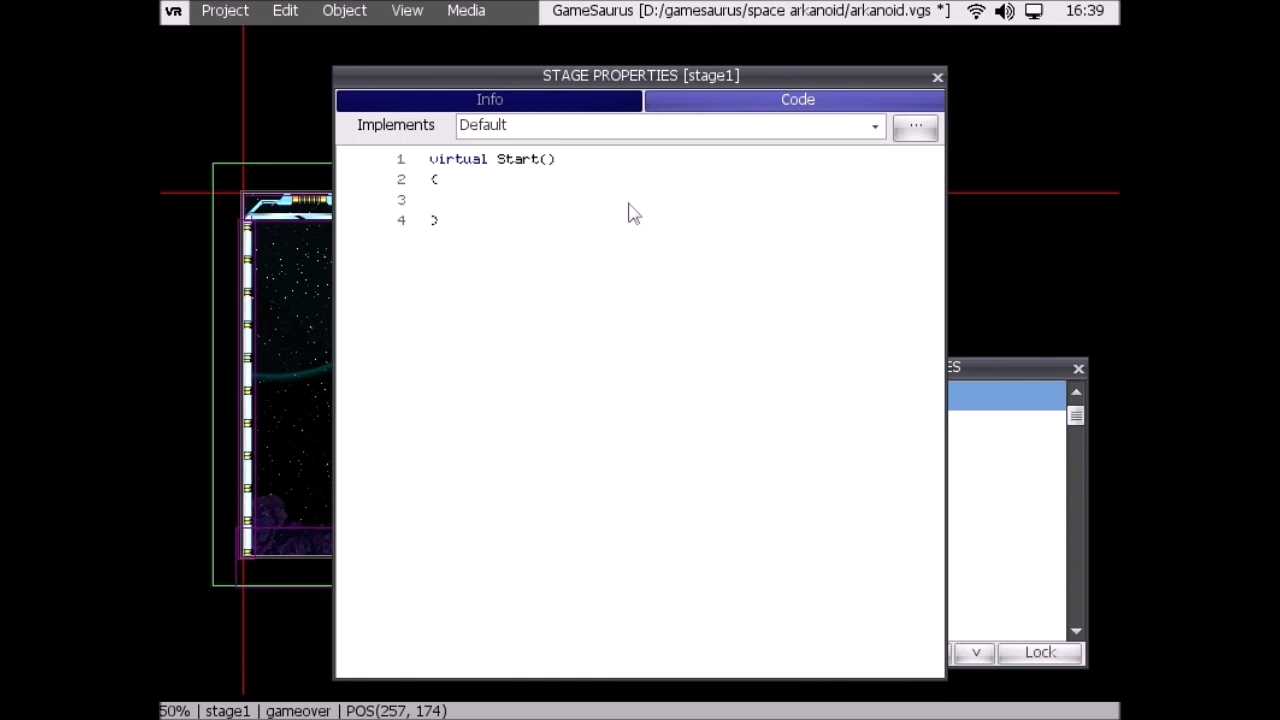 VR Project Edit Object View Media GameSaurus [D:/gamesaurus/space arkanoid/arkanoid.vgs *] 16:39
STAGE PROPERTIES [stage1]
Info Code
Implements Default ...
1 virtual Start()
2 {
3
4 }
ES
v Lock
50% | stage1 | gameover | POS(257, 174)